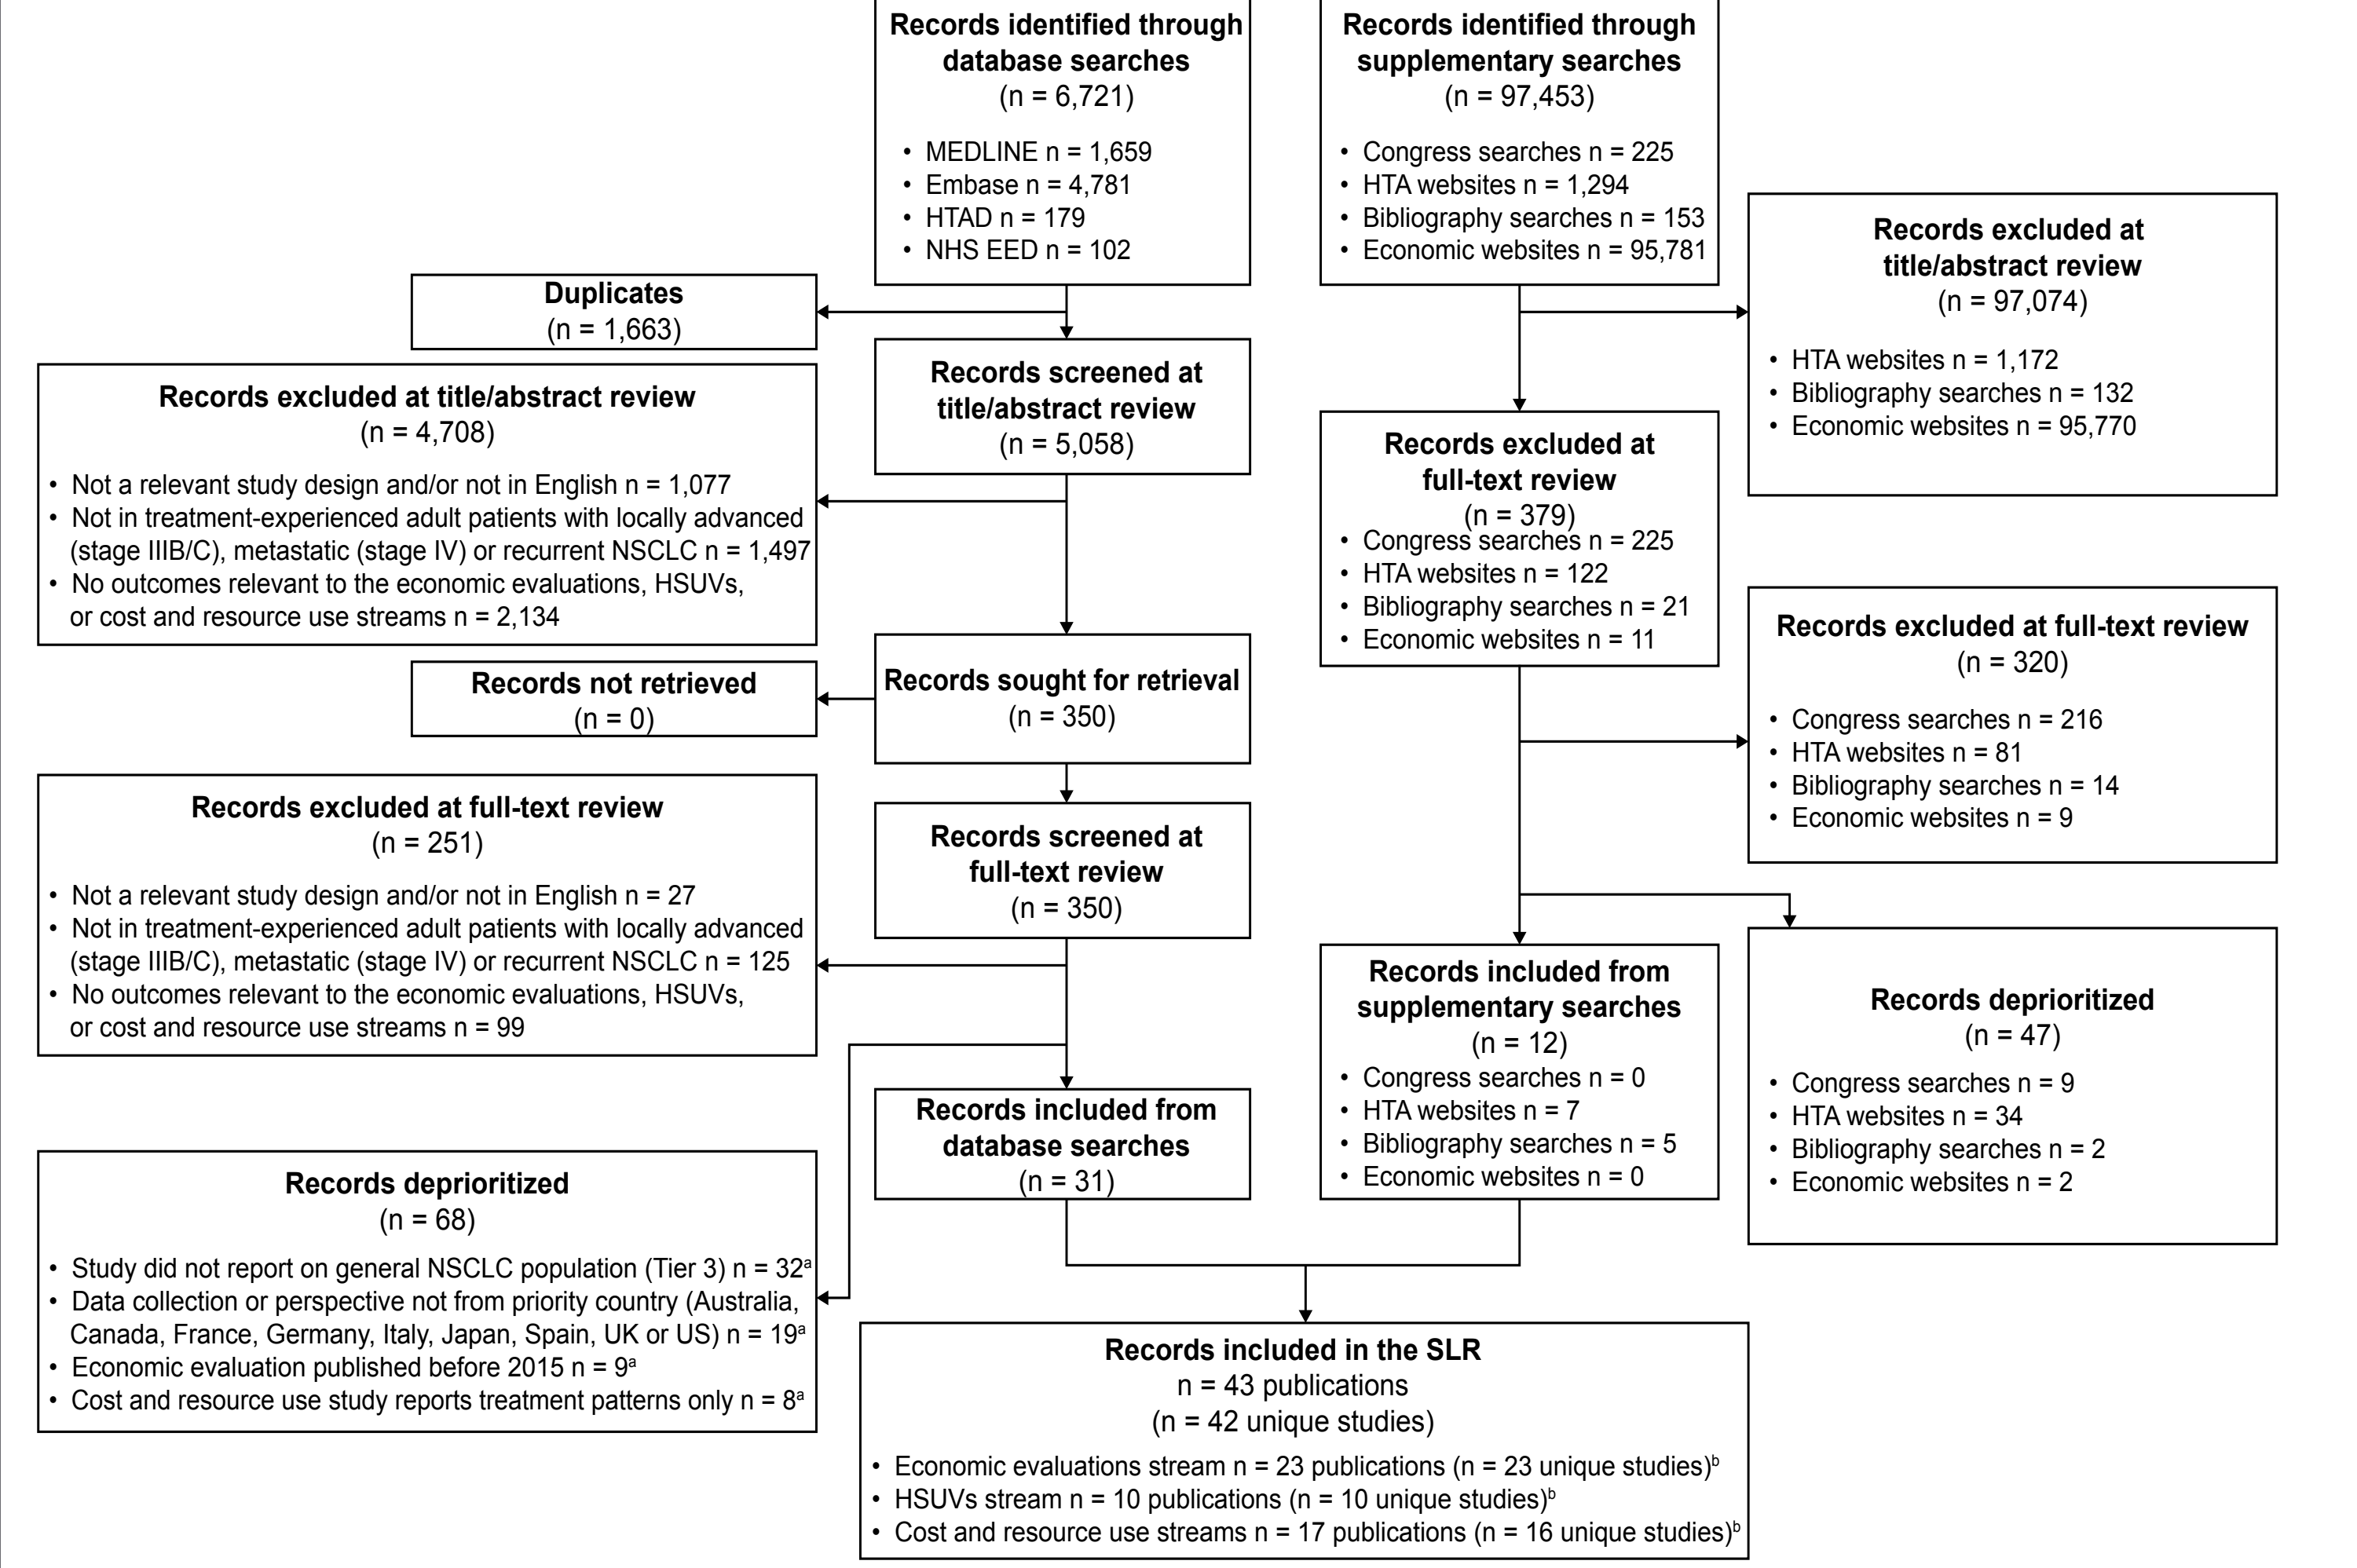 Records identified through
database searches
(n = 6,721)
• MEDLINE n = 1,659
• Embase n = 4,781
• HTAD n = 179
• NHS EED n = 102
Records identified through
supplementary searches
(n = 97,453)
• Congress searches n = 225
• HTA websites n = 1,294
• Bibliography searches n = 153
• Economic websites n = 95,781
Records excluded at
title/abstract review
(n = 97,074)
• HTA websites n = 1,172
• Bibliography searches n = 132
• Economic websites n = 95,770
Duplicates
(n = 1,663)
Records screened at
title/abstract review
(n = 5,058)
Records excluded at title/abstract review
(n = 4,708)
• Not a relevant study design and/or not in English n = 1,077
• Not in treatment-experienced adult patients with locally advanced
(stage IIIB/C), metastatic (stage IV) or recurrent NSCLC n = 1,497
• No outcomes relevant to the economic evaluations, HSUVs,
or cost and resource use streams n = 2,134
Records excluded at
full-text review
(n = 379)
• Congress searches n = 225
• HTA websites n = 122
• Bibliography searches n = 21
• Economic websites n = 11
Records excluded at full-text review
(n = 320)
• Congress searches n = 216
• HTA websites n = 81
• Bibliography searches n = 14
• Economic websites n = 9
Records sought for retrieval
(n = 350)
Records not retrieved
(n = 0)
Records screened at
full-text review
(n = 350)
Records excluded at full-text review
(n = 251)
• Not a relevant study design and/or not in English n = 27
• Not in treatment-experienced adult patients with locally advanced
(stage IIIB/C), metastatic (stage IV) or recurrent NSCLC n = 125
• No outcomes relevant to the economic evaluations, HSUVs,
or cost and resource use streams n = 99
Records included from
database searches
(n = 31)
Records included from
supplementary searches
(n = 12)
• Congress searches n = 0
• HTA websites n = 7
• Bibliography searches n = 5
• Economic websites n = 0
Records deprioritized
(n = 47)
• Congress searches n = 9
• HTA websites n = 34
• Bibliography searches n = 2
• Economic websites n = 2
Records deprioritized
(n = 68)
• Study did not report on general NSCLC population (Tier 3) n = 32ᵃ
• Data collection or perspective not from priority country (Australia,
Canada, France, Germany, Italy, Japan, Spain, UK or US) n = 19ᵃ
• Economic evaluation published before 2015 n = 9ᵃ
• Cost and resource use study reports treatment patterns only n = 8ᵃ
Records included in the SLR
n = 43 publications
(n = 42 unique studies)
• Economic evaluations stream n = 23 publications (n = 23 unique studies)ᵇ
• HSUVs stream n = 10 publications (n = 10 unique studies)ᵇ
• Cost and resource use streams n = 17 publications (n = 16 unique studies)ᵇ